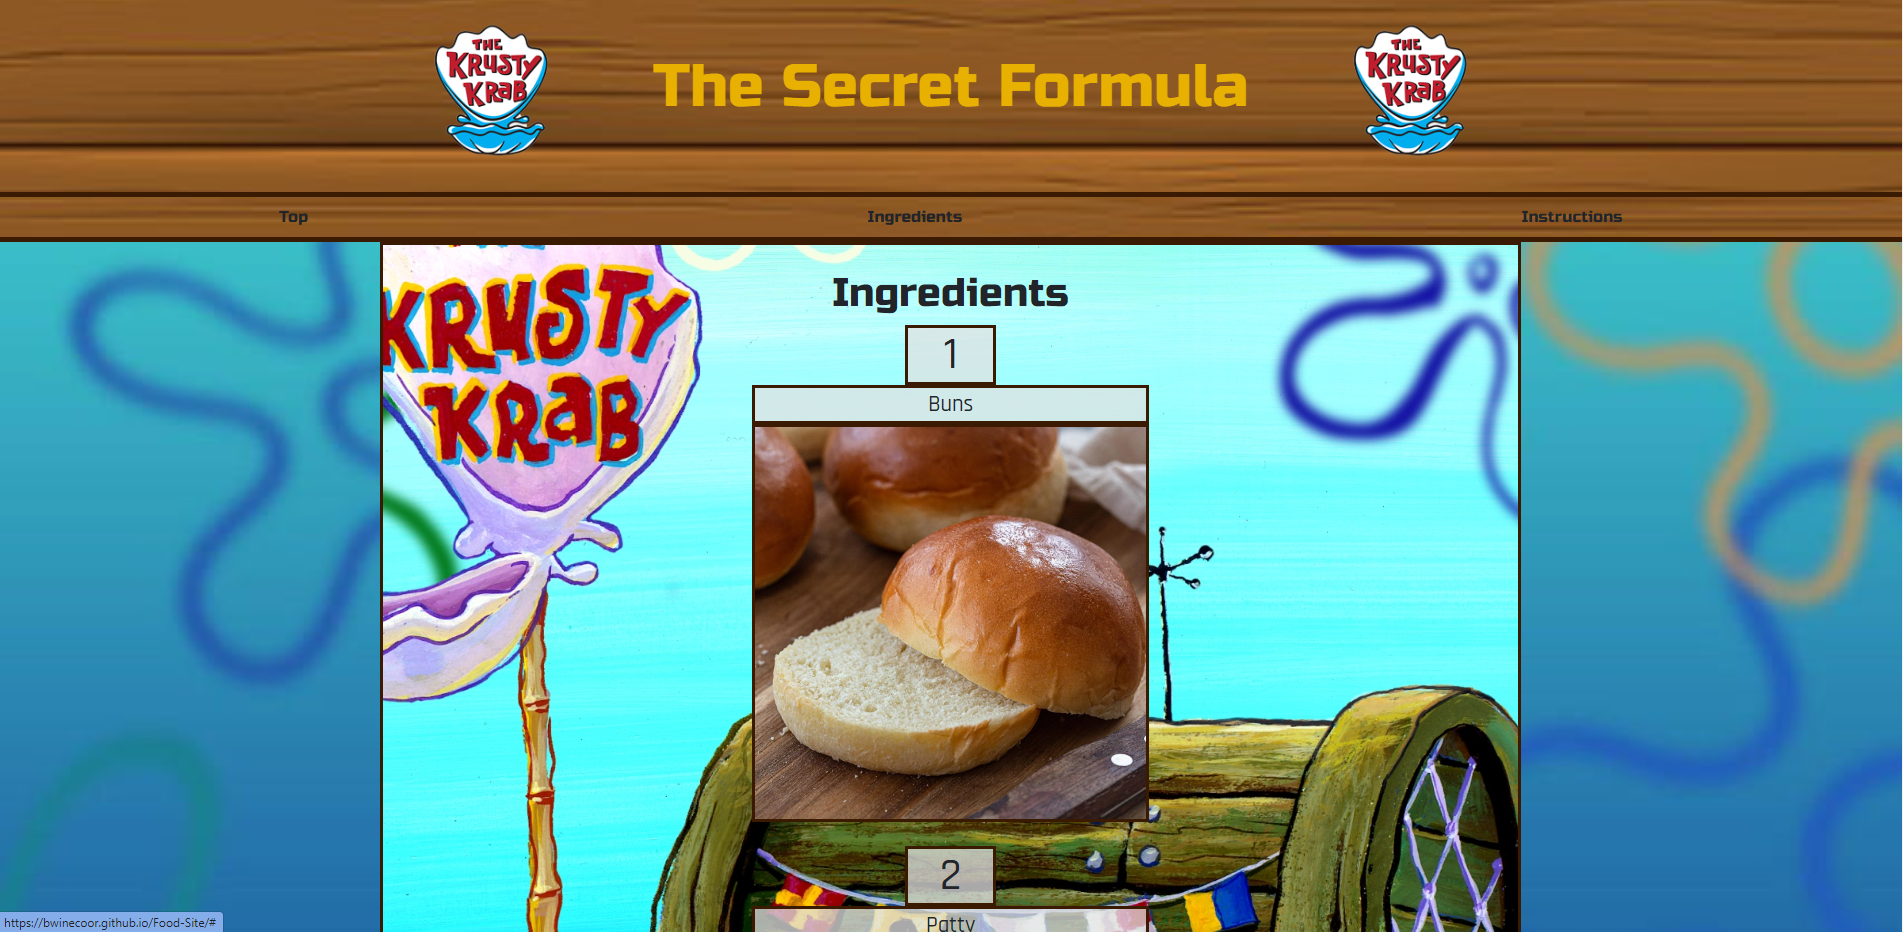 THE
KRUSTY
KRAB
The Secret Formula
THE
KRUSTY
KRAB
Top
Ingredients
Instructions
KRUSTY
KRAB
Ingredients
1
Buns
2
Patty
https://bwinecoor.github.io/Food-Site/#